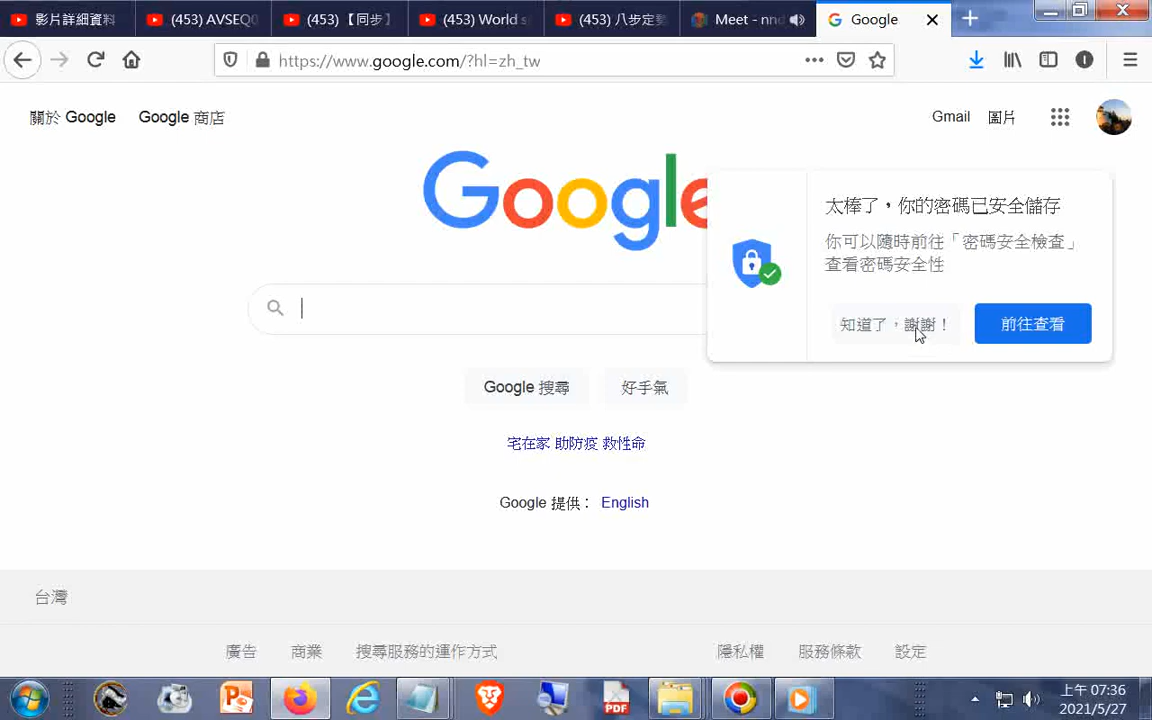 影片詳細資料
(453) AVSEQ0
(453) 【同步】
(453) World s
(453) 八步定
Meet - nn
Google
https://www.google.com/?hl=zh_tw
關於 Google
Google 商店
Gmail
圖片
Google
太棒了，你的密碼已安全儲存
你可以隨時前往「密碼安全檢查」
查看密碼安全性
知道了，謝謝！
前往查看
Google 搜尋
好手氣
宅在家 助防疫 救性命
Google 提供： English
台灣
廣告
商業
搜尋服務的運作方式
隱私權
服務條款
設定
PDF
上午 07:36
2021/5/27